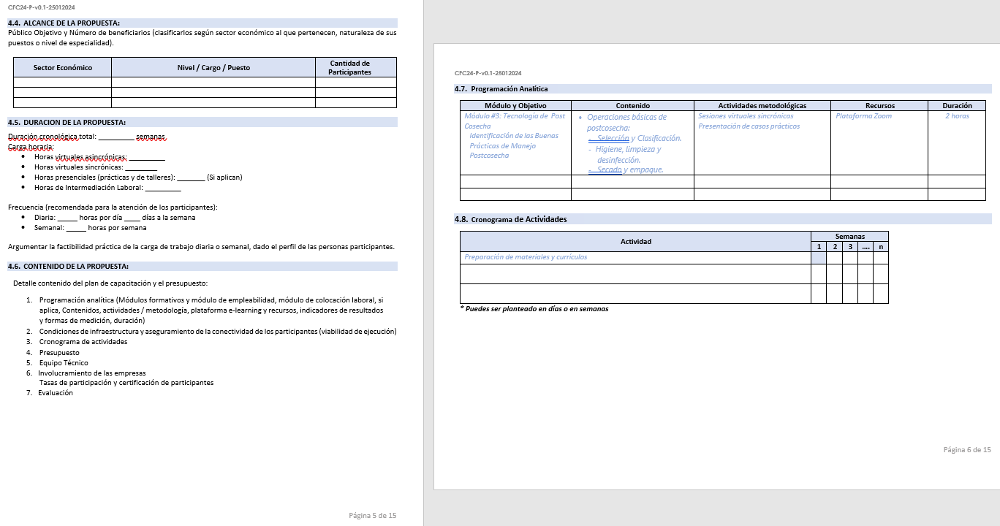 CFC24-P-v0.1-25012024
4.4. ALCANCE DE LA PROPUESTA:
Público Objetivo y Número de beneficiarios (clasificarlos según sector económico al que pertenecen, naturaleza de sus
puestos o nivel de especialidad).
Sector Económico
Nivel / Cargo / Puesto
Cantidad de
Participantes
4.5. DURACION DE LA PROPUESTA:
Duración cronológica total: __________ semanas
Carga horaria:
• Horas virtuales asincrónicas: __________
• Horas virtuales sincrónicas: _________
• Horas presenciales (prácticas y de talleres): ________ (Si aplican)
• Horas de Intermediación Laboral: __________
Frecuencia (recomendada para la atención de los participantes):
• Diaria: _____ horas por día ____ días a la semana
• Semanal: _____ horas por semana
Argumentar la factibilidad práctica de la carga de trabajo diaria o semanal, dado el perfil de las personas participantes.
4.6. CONTENIDO DE LA PROPUESTA:
Detalle contenido del plan de capacitación y el presupuesto:
1. Programación analítica (Módulos formativos y módulo de empleabilidad, módulo de colocación laboral, si
aplica, Contenidos, actividades / metodología, plataforma e-learning y recursos, indicadores de resultados
y formas de medición, duración)
2. Condiciones de infraestructura y aseguramiento de la conectividad de los participantes (viabilidad de ejecución)
3. Cronograma de actividades
4. Presupuesto
5. Equipo Técnico
6. Involucramiento de las empresas
Tasas de participación y certificación de participantes
7. Evaluación
Página 5 de 15
CFC24-P-v0.1-25012024
4.7. Programación Analítica
Módulo y Objetivo
Contenido
Actividades metodológicas
Recursos
Duración
Módulo #3: Tecnología de Post
Cosecha
Identificación de las Buenas
Prácticas de Manejo
Postcosecha
• Operaciones básicas de
postcosecha:
- Selección y Clasificación.
- Higiene, limpieza y
desinfección.
- Secado y empaque.
Sesiones virtuales sincrónicas
Presentación de casos prácticos
Plataforma Zoom
2 horas
4.8. Cronograma de Actividades
Actividad
Semanas
1 2 3 .... n
Preparación de materiales y currículos
* Puedes ser planteado en días o en semanas
Página 6 de 15